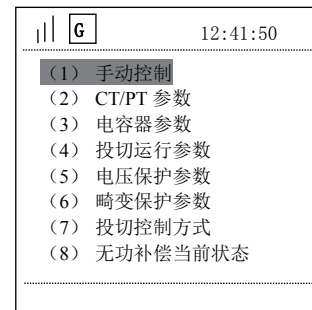 G 12:41:50
（1） 手动控制
（2） CT/PT 参数
（3） 电容器参数
（4） 投切运行参数
（5） 电压保护参数
（6） 畸变保护参数
（7） 投切控制方式
（8） 无功补偿当前状态